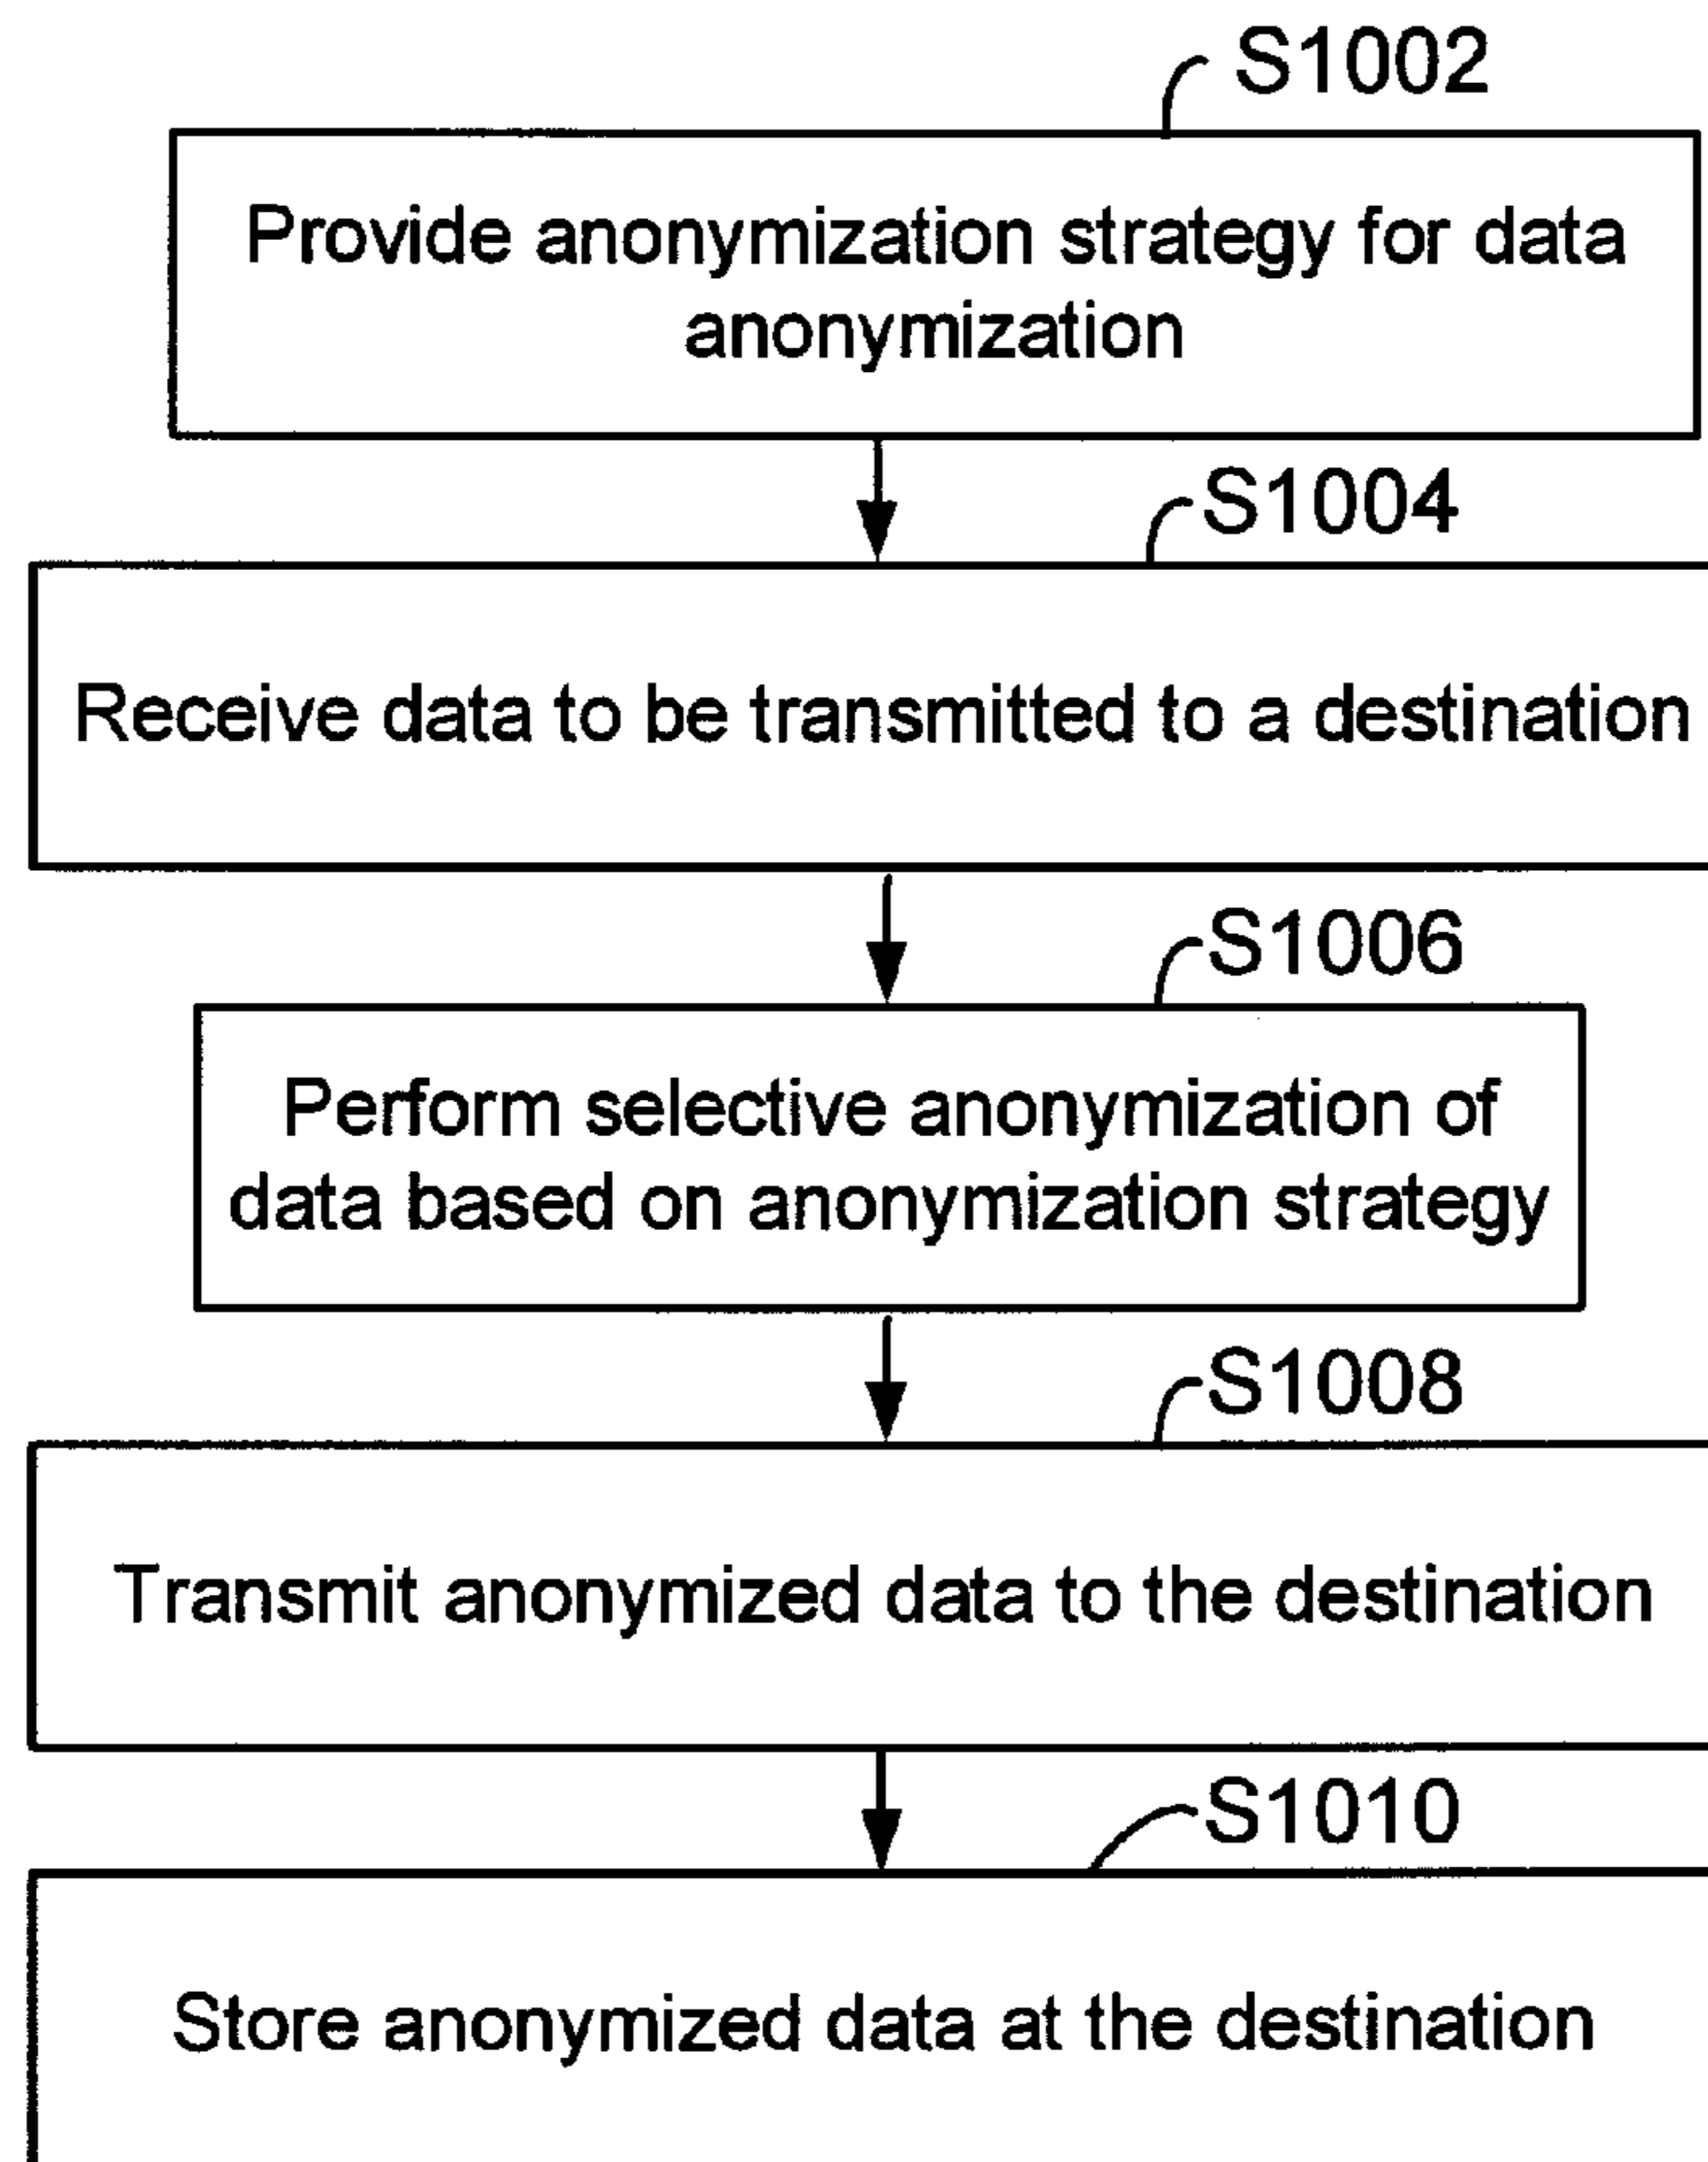 S1002
Provide anonymization strategy for data
anonymization
S1004
Receive data to be transmitted to a destination
S1006
Perform selective anonymization of
data based on anonymization strategy
S1008
Transmit anonymized data to the destination
S1010
Store anonymized data at the destination